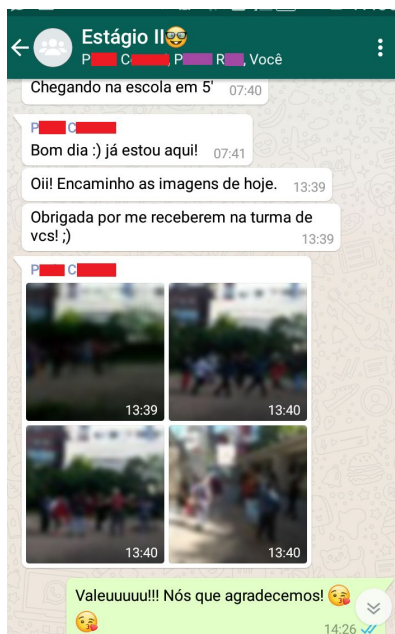 Estágio II🤓
P C, P R, Você
Chegando na escola em 5' 07:40
P C
Bom dia :) já estou aqui! 07:41
Oii! Encaminho as imagens de hoje. 13:39
Obrigada por me receberem na turma de
vcs! ;) 13:39
P C
13:39 13:40
13:40 13:40
Valeuuuuu!!! Nós que agradecemos! 😘
😘 14:26